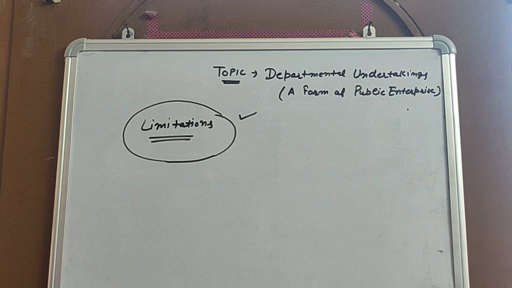 TOPIC → Departmental Undertakings
(A Form of Public Enterprise)
Limitations